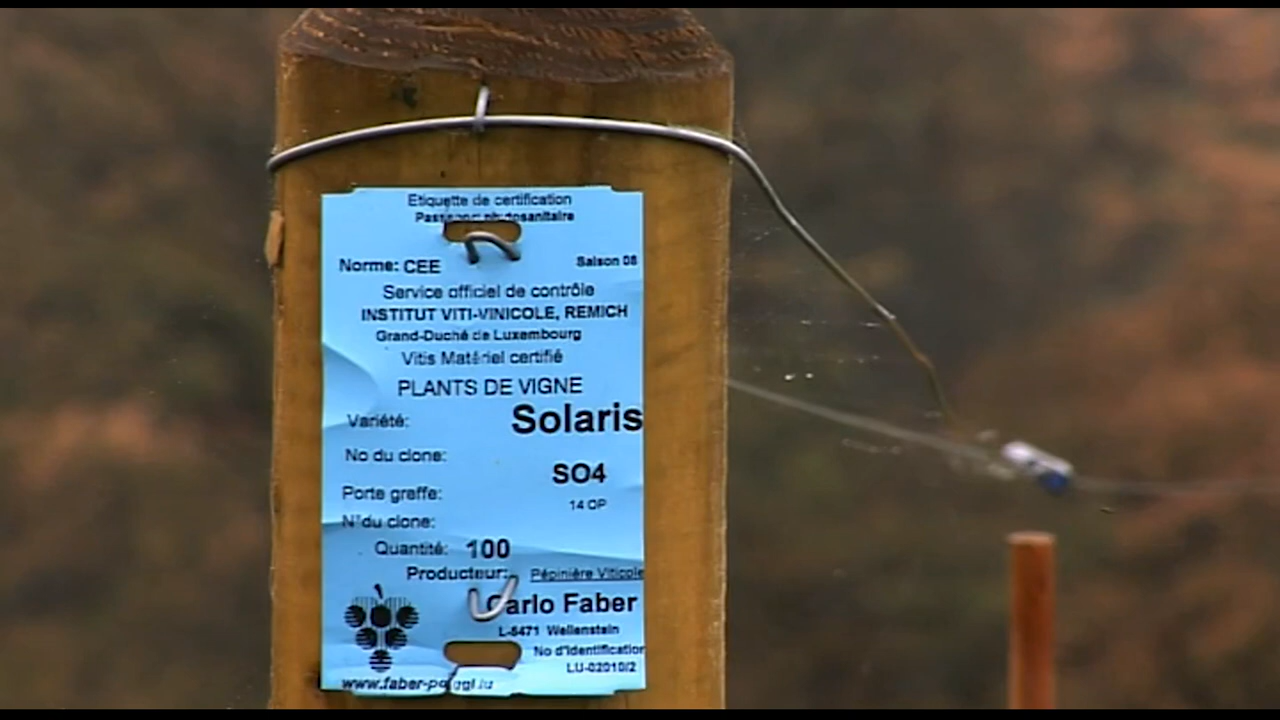 Etiquette de certification
phytosanitaire
Norme: CEE Saison 08
Service officiel de contrôle
INSTITUT VITI-VINICOLE, REMICH
Grand-Duché de Luxembourg
Vitis Matériel certifié
PLANTS DE VIGNE
Variété: Solaris
No du clone:
SO4
Porte greffe:
14 OP
N°du clone:
Quantité: 100
Producteur: Pépinière Viticole
Carlo Faber
L-5471 Wellenstein
No d'identification
LU-02010/2